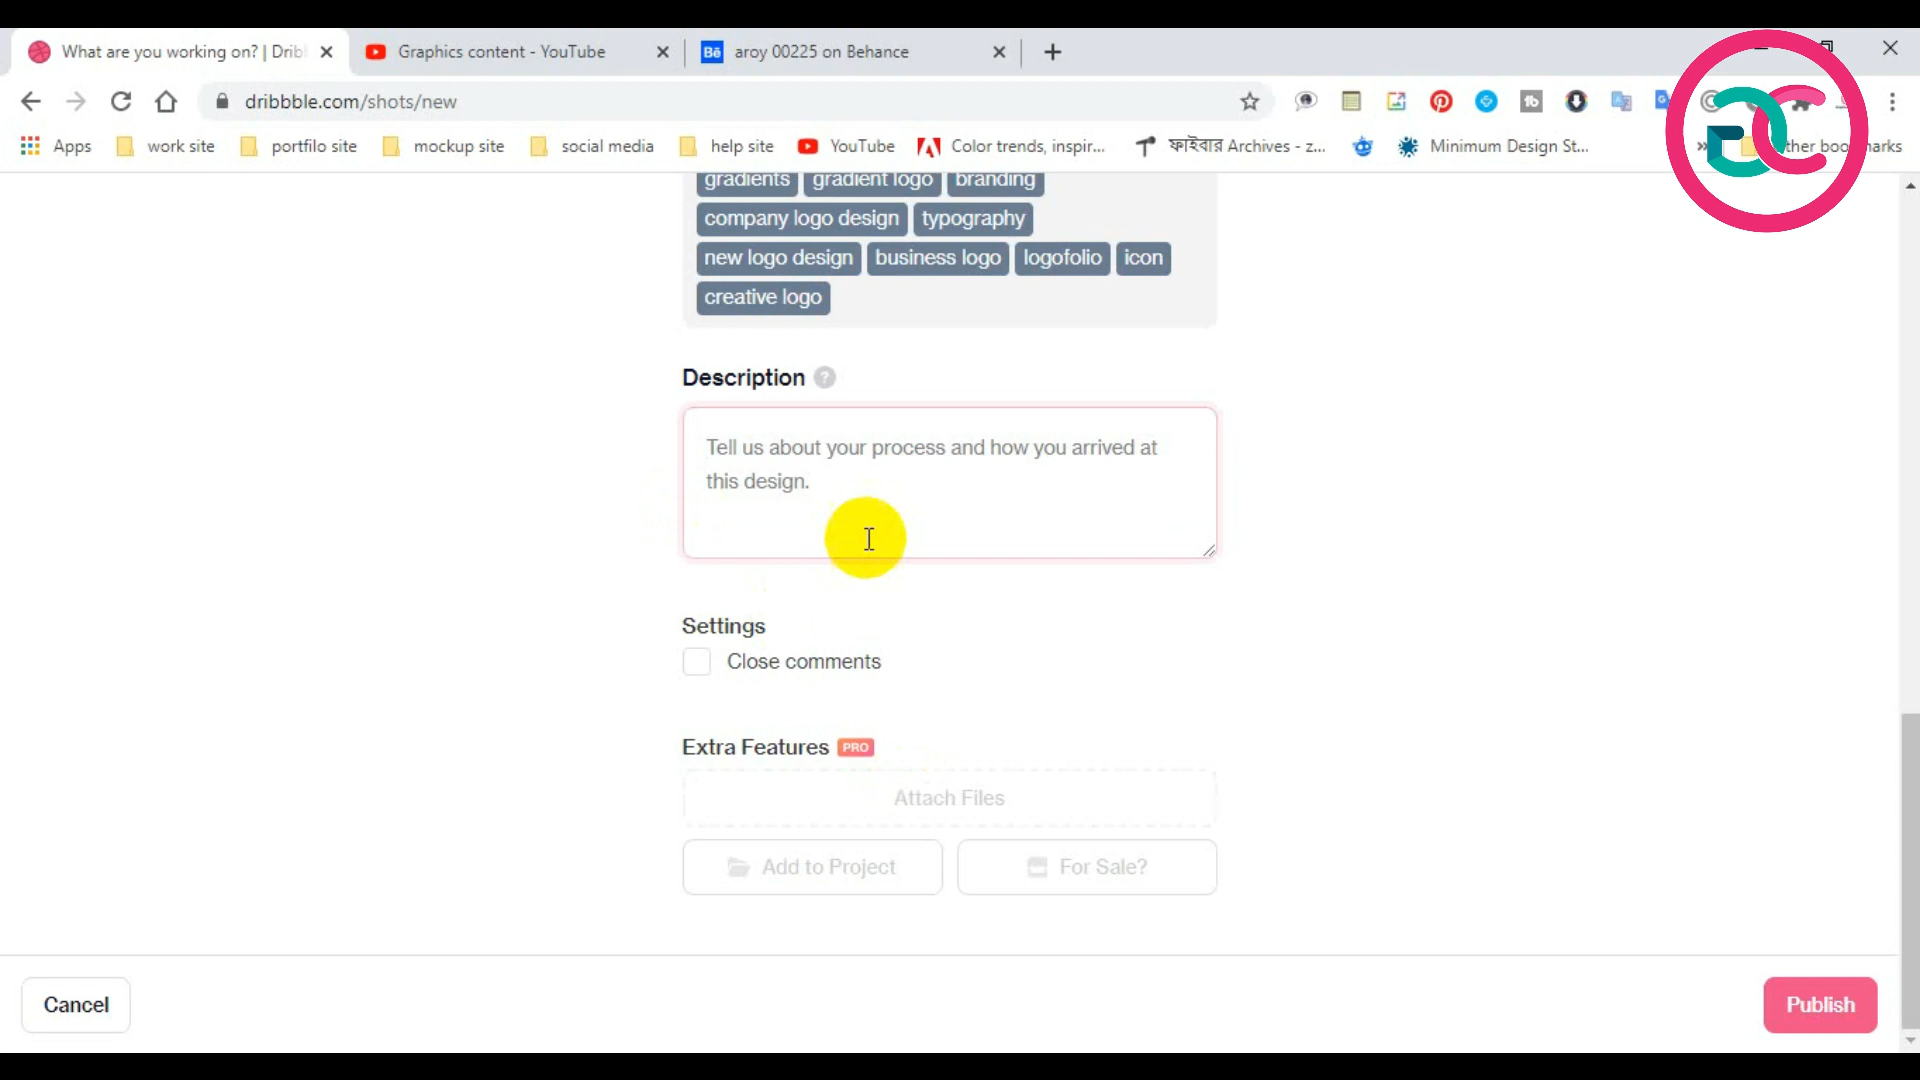 What are you working on? | Drib
Graphics content - YouTube
Bē aroy 00225 on Behance
dribbble.com/shots/new
Apps
work site
portfilo site
mockup site
social media
help site
YouTube
Color trends, inspir...
ফাইবার Archives - z...
Minimum Design St...
gradients gradient logo branding
company logo design typography
new logo design business logo logofolio icon
creative logo
Description ?
Tell us about your process and how you arrived at
this design.
Settings
Close comments
Extra Features PRO
Attach Files
Add to Project
For Sale?
Cancel
Publish